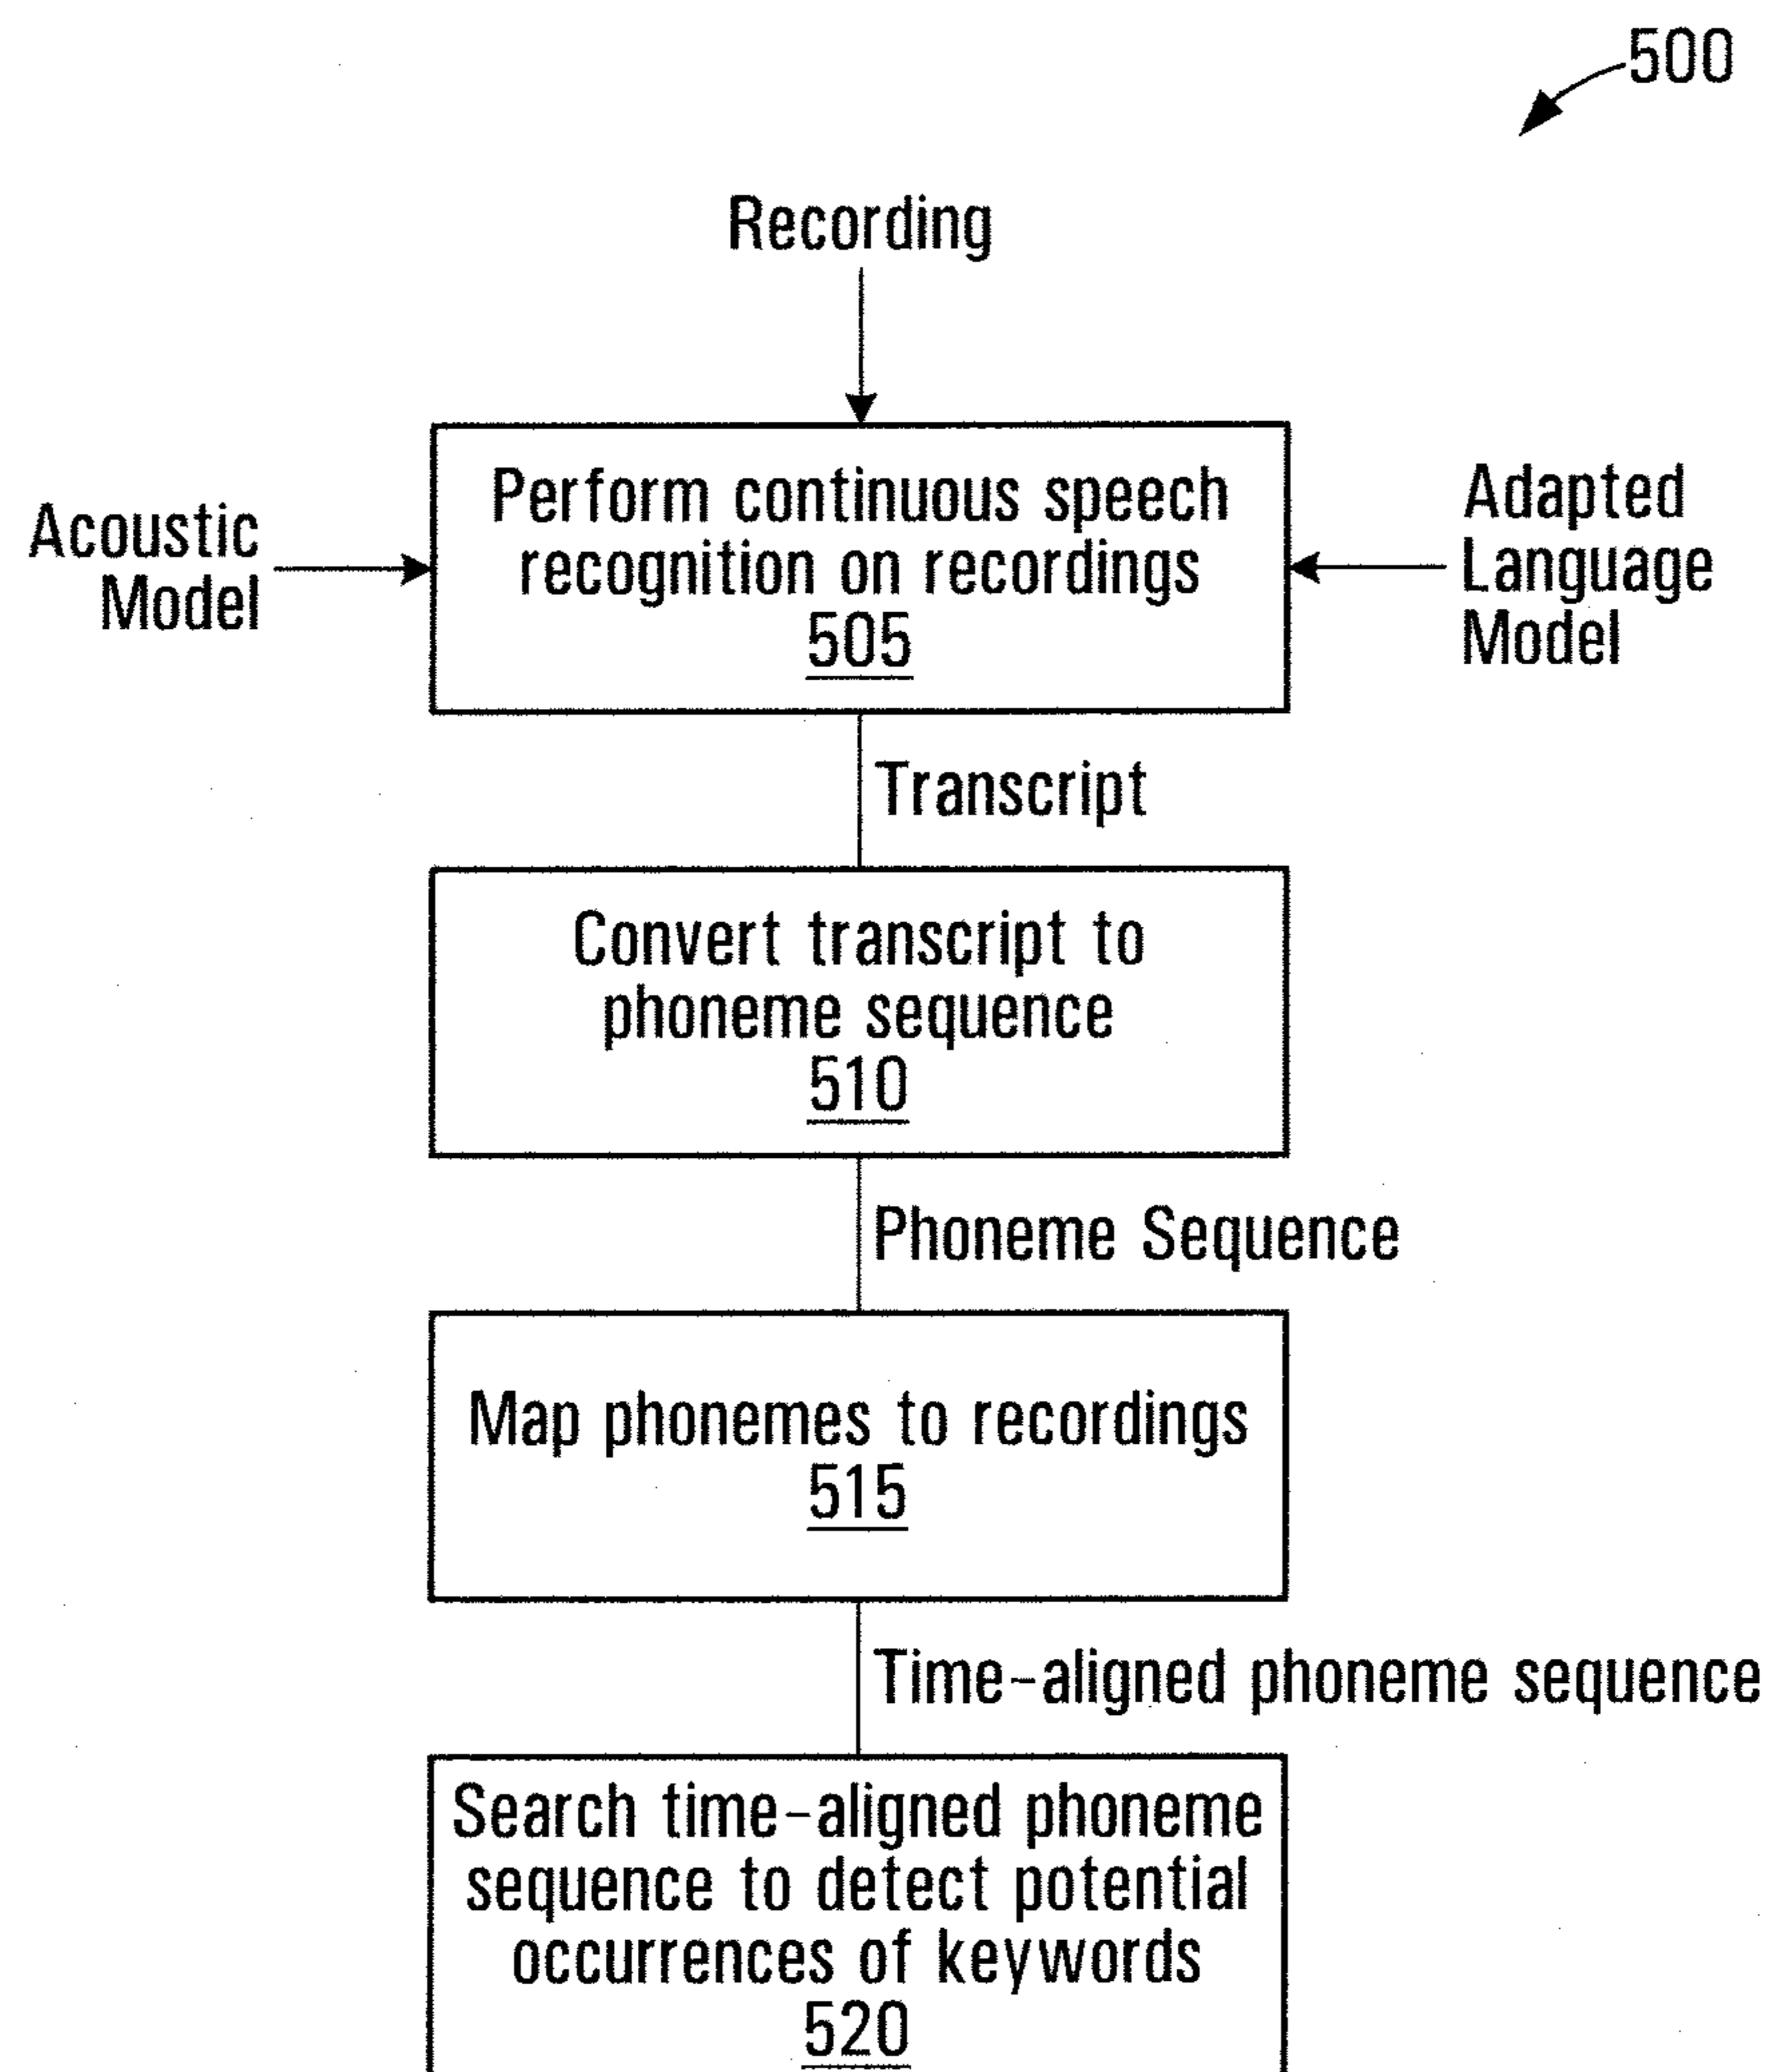 500
Recording
Acoustic
Model
Perform continuous speech
recognition on recordings
505
Adapted
Language
Model
Transcript
Convert transcript to
phoneme sequence
510
Phoneme Sequence
Map phonemes to recordings
515
Time-aligned phoneme sequence
Search time-aligned phoneme
sequence to detect potential
occurrences of keywords
520